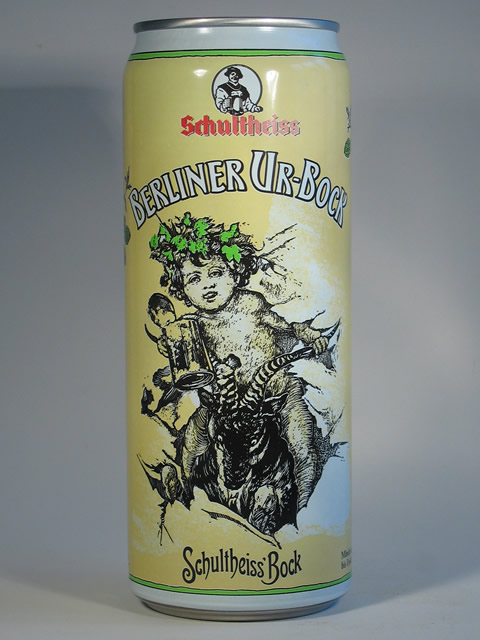 Schultheiss
BERLINER UR-BOCK
Schultheiss' Bock